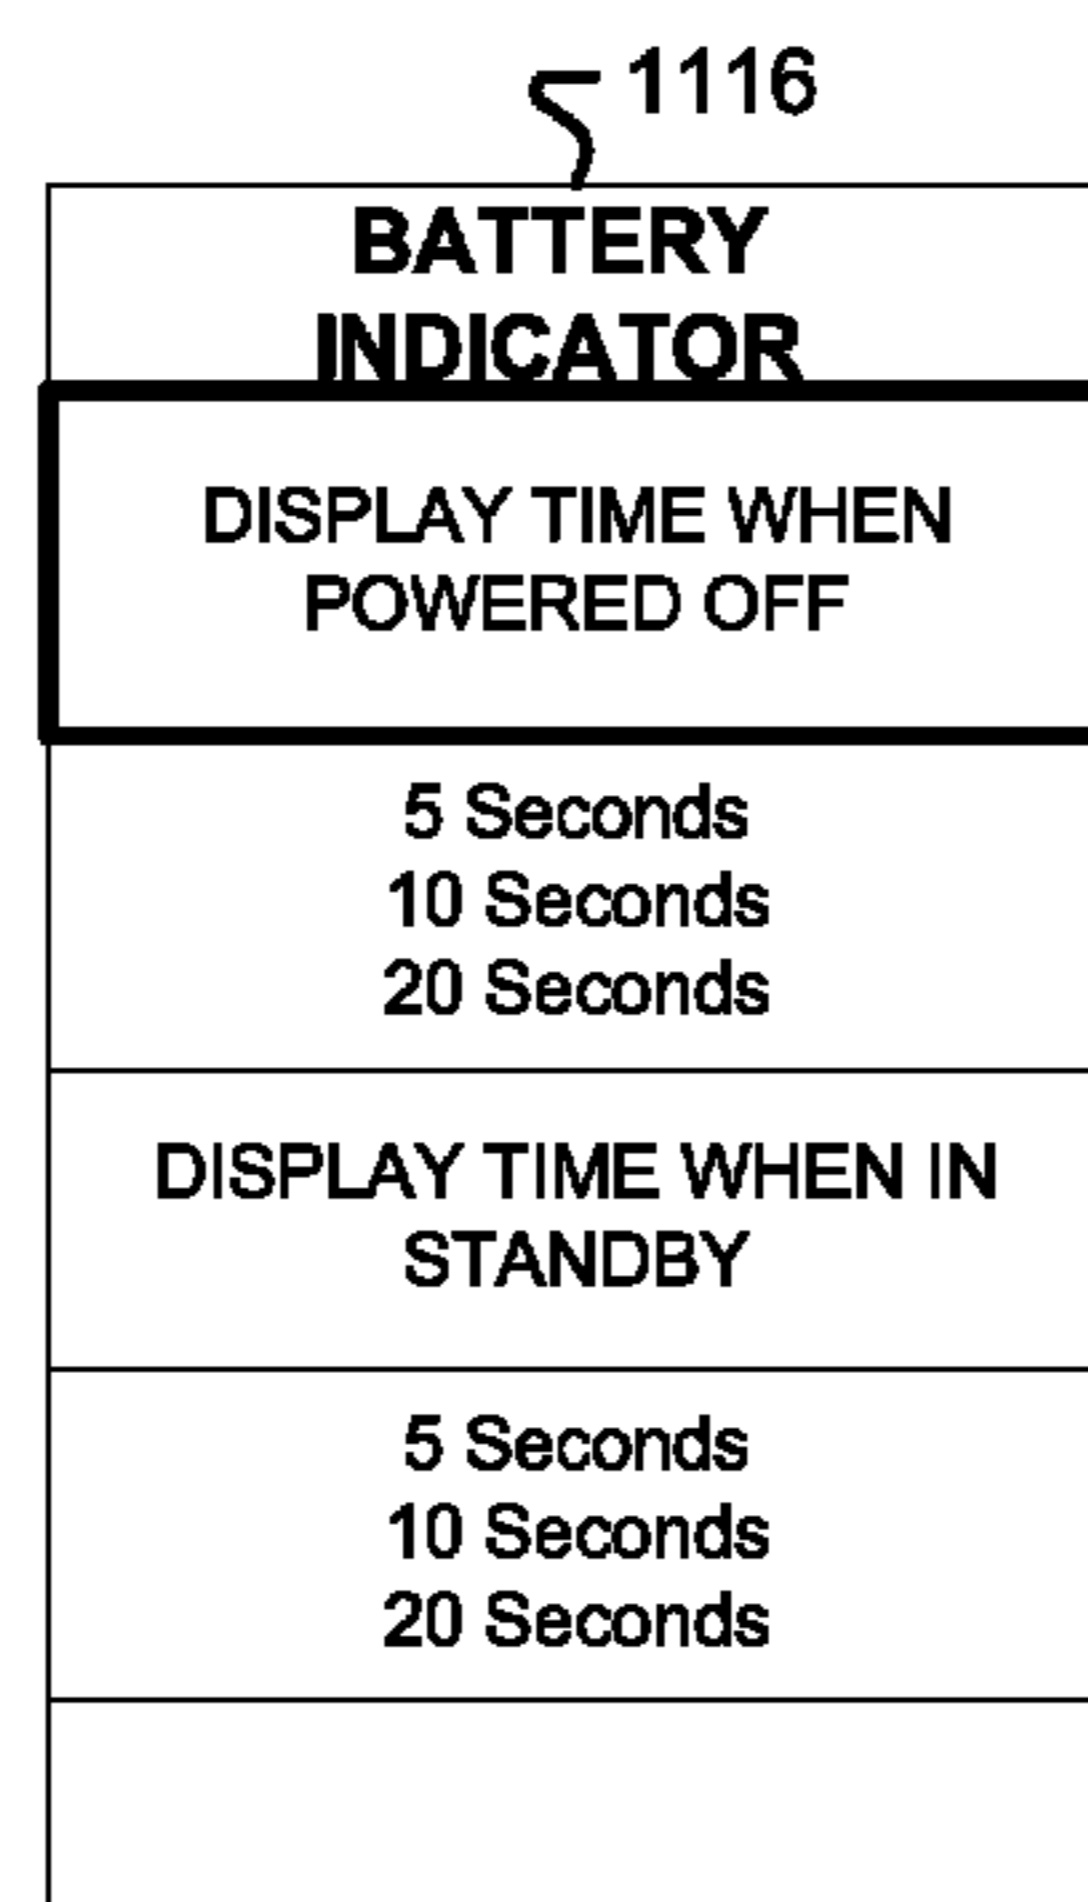 1116
BATTERY
INDICATOR
DISPLAY TIME WHEN
POWERED OFF
5 Seconds
10 Seconds
20 Seconds
DISPLAY TIME WHEN IN
STANDBY
5 Seconds
10 Seconds
20 Seconds